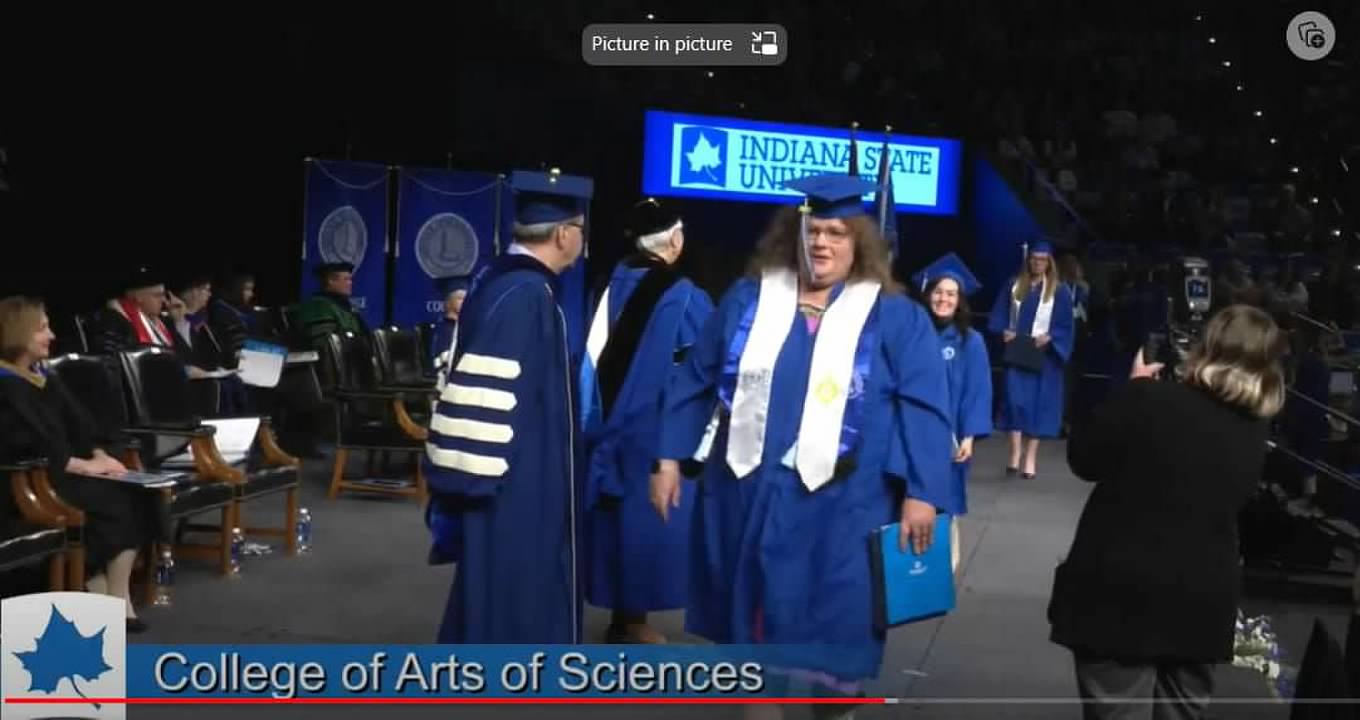 Picture in picture
INDIANA STATE
UNIVERSITY
College of Arts of Sciences